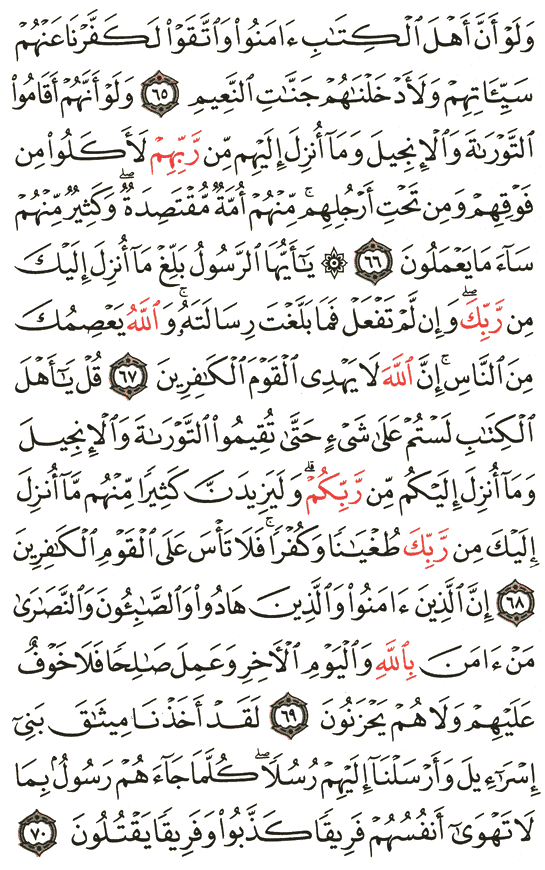 وَلَوۡ أَنَّ أَهۡلَ ٱلۡكِتَٰبِ ءَامَنُواْ وَٱتَّقَوۡاْ لَكَفَّرۡنَا عَنۡهُمۡ
سَيِّـَٔاتِهِمۡ وَلَأَدۡخَلۡنَٰهُمۡ جَنَّٰتِ ٱلنَّعِيمِ ٦٥ وَلَوۡ أَنَّهُمۡ أَقَامُواْ
ٱلتَّوۡرَىٰةَ وَٱلۡإِنجِيلَ وَمَآ أُنزِلَ إِلَيۡهِم مِّن رَّبِّهِمۡ لَأَكَلُواْ مِن
فَوۡقِهِمۡ وَمِن تَحۡتِ أَرۡجُلِهِمۚ مِّنۡهُمۡ أُمَّةٞ مُّقۡتَصِدَةٞۖ وَكَثِيرٞ مِّنۡهُمۡ
سَآءَ مَا يَعۡمَلُونَ ٦٦ ۞ يَٰٓأَيُّهَا ٱلرَّسُولُ بَلِّغۡ مَآ أُنزِلَ إِلَيۡكَ
مِن رَّبِّكَۖ وَإِن لَّمۡ تَفۡعَلۡ فَمَا بَلَّغۡتَ رِسَالَتَهُۥۚ وَٱللَّهُ يَعۡصِمُكَ
مِنَ ٱلنَّاسِۗ إِنَّ ٱللَّهَ لَا يَهۡدِي ٱلۡقَوۡمَ ٱلۡكَٰفِرِينَ ٦٧ قُلۡ يَٰٓأَهۡلَ
ٱلۡكِتَٰبِ لَسۡتُمۡ عَلَىٰ شَيۡءٍ حَتَّىٰ تُقِيمُواْ ٱلتَّوۡرَىٰةَ وَٱلۡإِنجِيلَ
وَمَآ أُنزِلَ إِلَيۡكُم مِّن رَّبِّكُمۡۗ وَلَيَزِيدَنَّ كَثِيرٗا مِّنۡهُم مَّآ أُنزِلَ
إِلَيۡكَ مِن رَّبِّكَ طُغۡيَٰنٗا وَكُفۡرٗاۖ فَلَا تَأۡسَ عَلَى ٱلۡقَوۡمِ ٱلۡكَٰفِرِينَ
٦٨ إِنَّ ٱلَّذِينَ ءَامَنُواْ وَٱلَّذِينَ هَادُواْ وَٱلصَّٰبِـُٔونَ وَٱلنَّصَٰرَىٰ
مَنۡ ءَامَنَ بِٱللَّهِ وَٱلۡيَوۡمِ ٱلۡأٓخِرِ وَعَمِلَ صَٰلِحٗا فَلَا خَوۡفٌ
عَلَيۡهِمۡ وَلَا هُمۡ يَحۡزَنُونَ ٦٩ لَقَدۡ أَخَذۡنَا مِيثَٰقَ بَنِيٓ
إِسۡرَٰٓءِيلَ وَأَرۡسَلۡنَآ إِلَيۡهِمۡ رُسُلٗاۖ كُلَّمَا جَآءَهُمۡ رَسُولُۢ بِمَا
لَا تَهۡوَىٰٓ أَنفُسُهُمۡ فَرِيقٗا كَذَّبُواْ وَفَرِيقٗا يَقۡتُلُونَ ٧٠